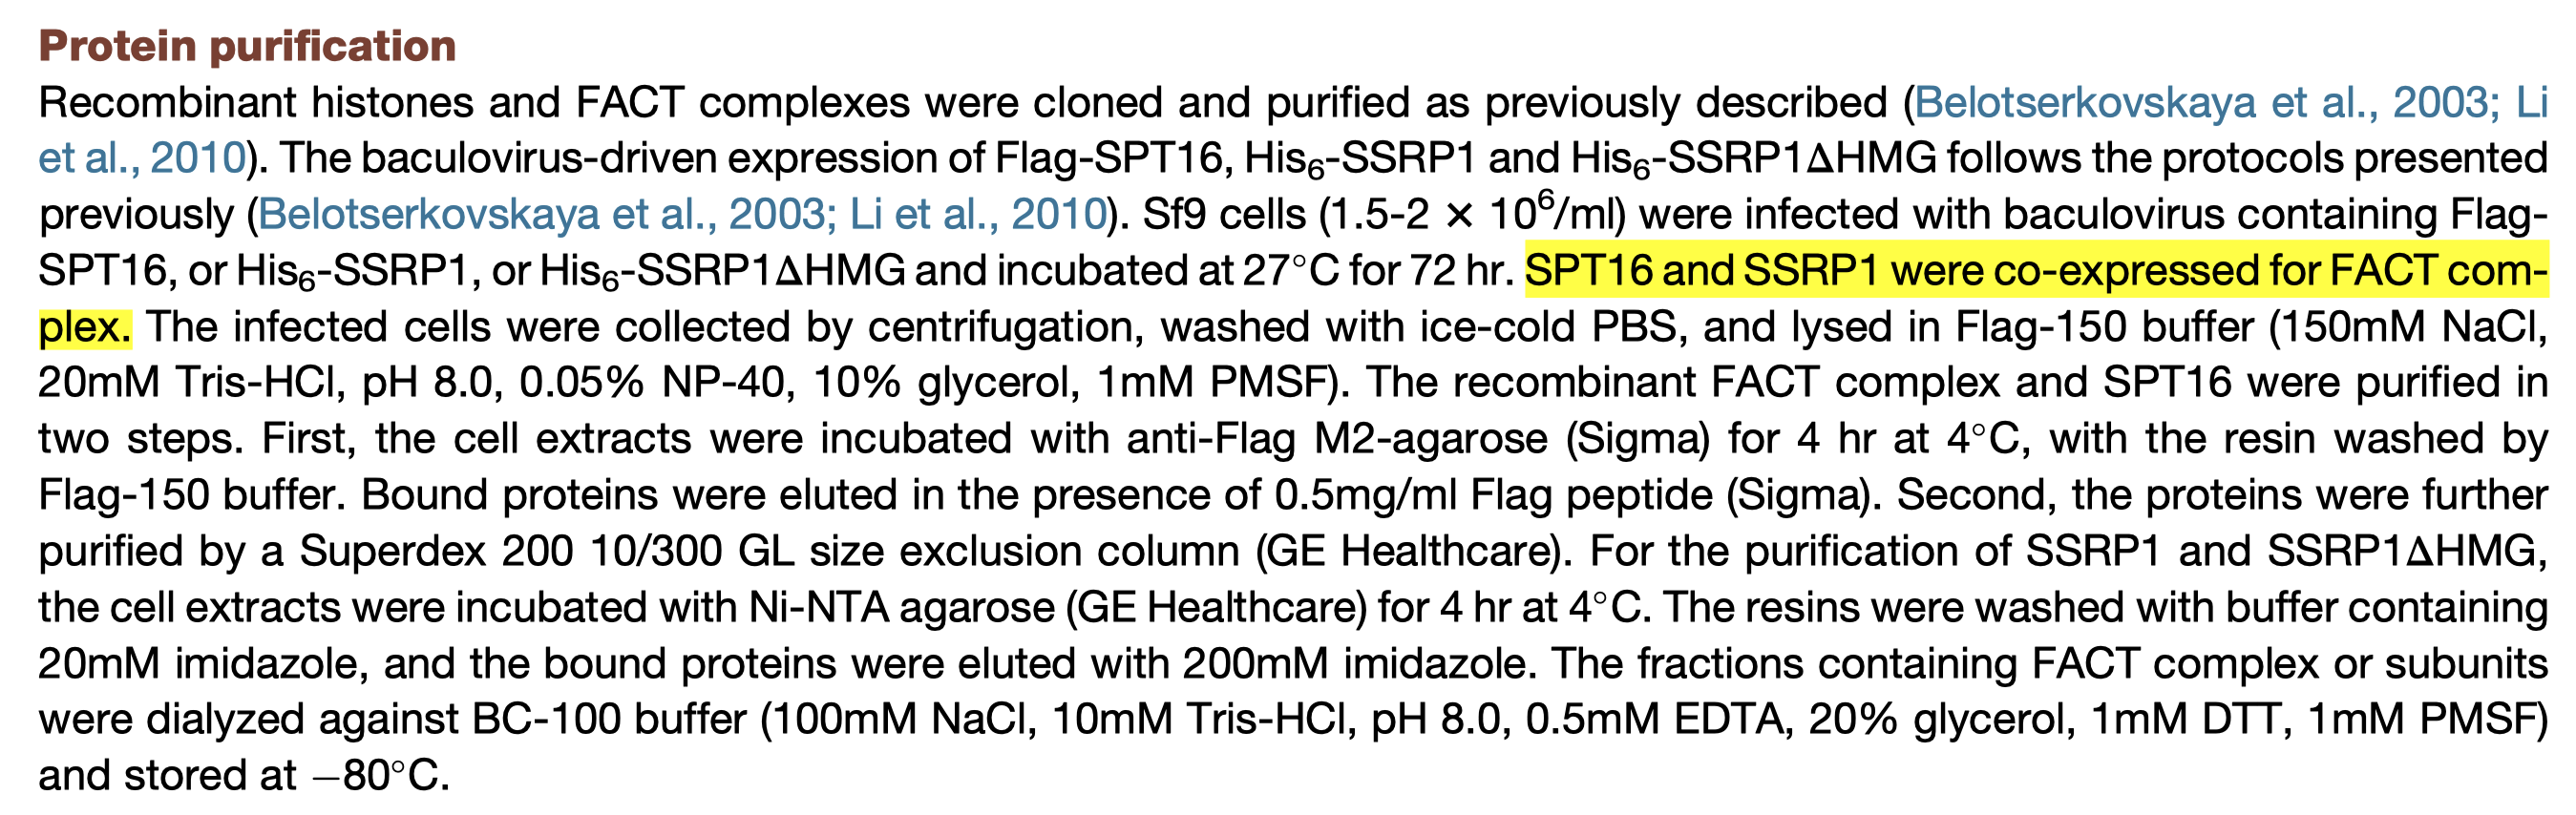 Protein purification
Recombinant histones and FACT complexes were cloned and purified as previously described (Belotserkovskaya et al., 2003; Li
et al., 2010). The baculovirus-driven expression of Flag-SPT16, His₆-SSRP1 and His₆-SSRP1ΔHMG follows the protocols presented
previously (Belotserkovskaya et al., 2003; Li et al., 2010). Sf9 cells (1.5-2 × 10⁶/ml) were infected with baculovirus containing Flag-
SPT16, or His₆-SSRP1, or His₆-SSRP1ΔHMG and incubated at 27°C for 72 hr. SPT16 and SSRP1 were co-expressed for FACT com-
plex. The infected cells were collected by centrifugation, washed with ice-cold PBS, and lysed in Flag-150 buffer (150mM NaCl,
20mM Tris-HCl, pH 8.0, 0.05% NP-40, 10% glycerol, 1mM PMSF). The recombinant FACT complex and SPT16 were purified in
two steps. First, the cell extracts were incubated with anti-Flag M2-agarose (Sigma) for 4 hr at 4°C, with the resin washed by
Flag-150 buffer. Bound proteins were eluted in the presence of 0.5mg/ml Flag peptide (Sigma). Second, the proteins were further
purified by a Superdex 200 10/300 GL size exclusion column (GE Healthcare). For the purification of SSRP1 and SSRP1ΔHMG,
the cell extracts were incubated with Ni-NTA agarose (GE Healthcare) for 4 hr at 4°C. The resins were washed with buffer containing
20mM imidazole, and the bound proteins were eluted with 200mM imidazole. The fractions containing FACT complex or subunits
were dialyzed against BC-100 buffer (100mM NaCl, 10mM Tris-HCl, pH 8.0, 0.5mM EDTA, 20% glycerol, 1mM DTT, 1mM PMSF)
and stored at −80°C.